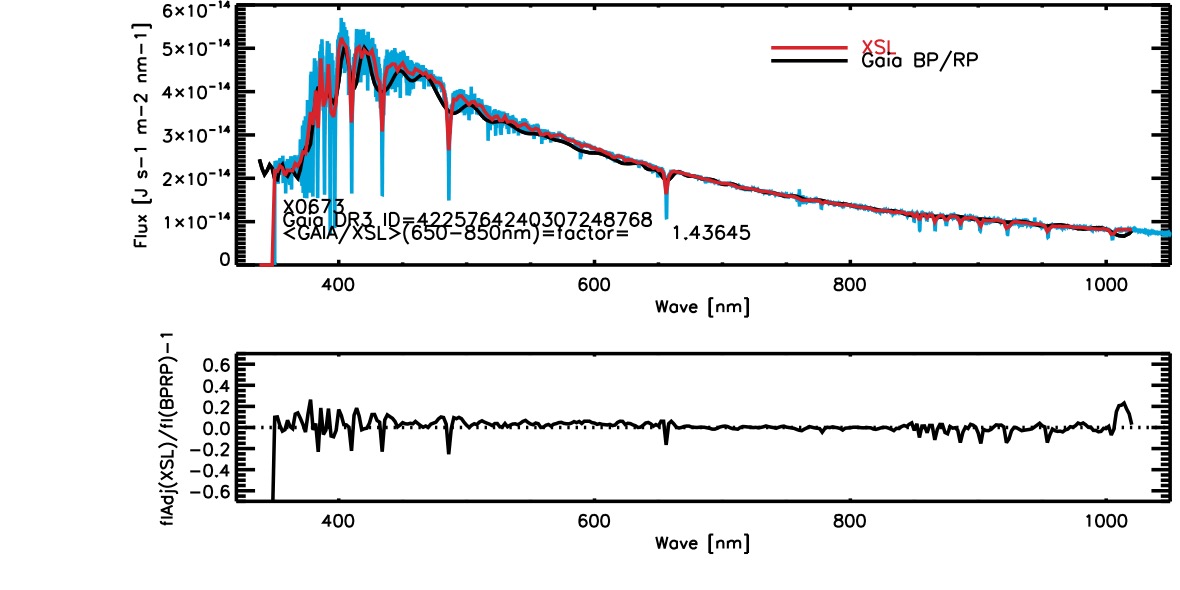 6×10⁻¹⁴
5×10⁻¹⁴
4×10⁻¹⁴
3×10⁻¹⁴
2×10⁻¹⁴
1×10⁻¹⁴
0
Flux [J s−1 m−2 nm−1]
XSL
Gaia BP/RP
X0673
Gaia DR3 ID=4225764240307248768
<GAIA/XSL>(650−850nm)=factor= 1.43645
400 600 800 1000
Wave [nm]
0.6
0.4
0.2
0.0
−0.2
−0.4
−0.6
flAdj(XSL)/fl(BPRP)−1
400 600 800 1000
Wave [nm]